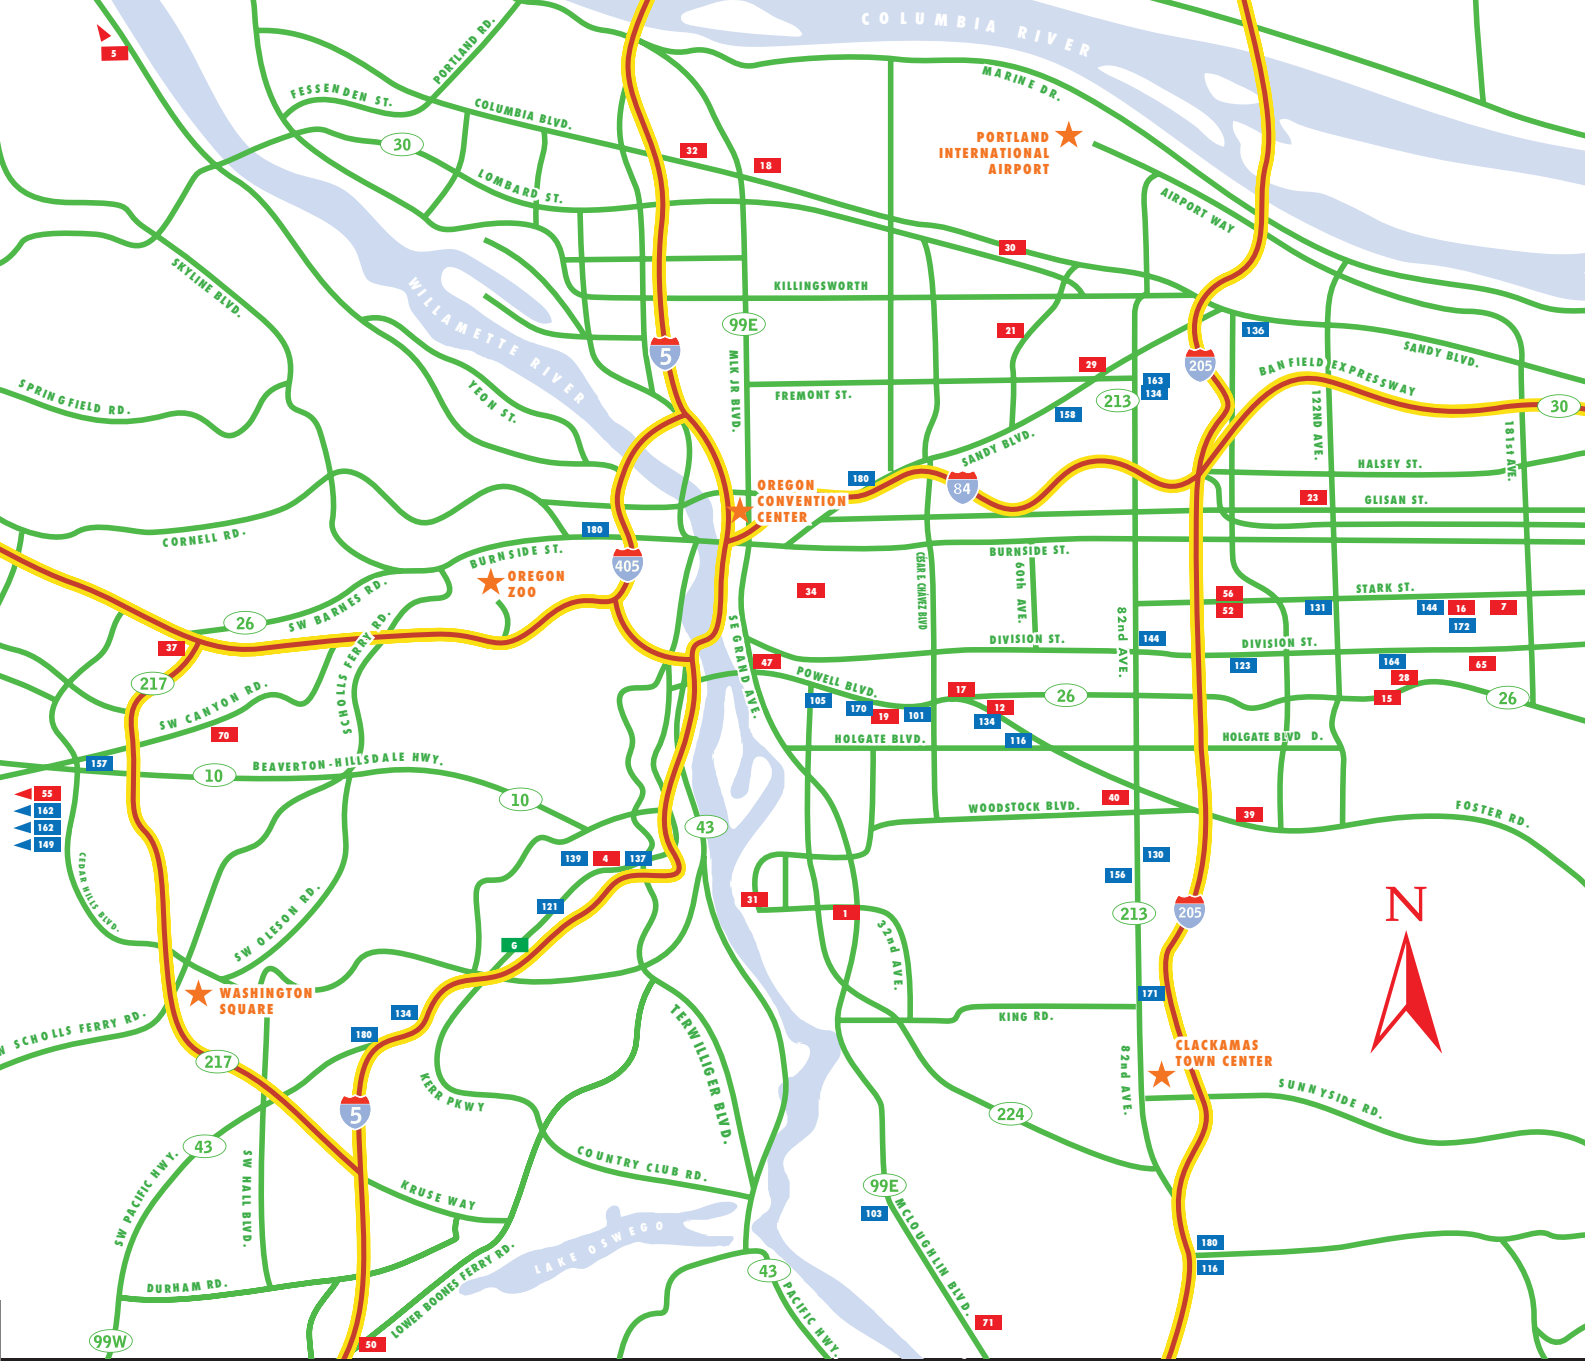 COLUMBIA RIVER
5
PORTLAND RD.
FESSENDEN ST.
COLUMBIA BLVD.
MARINE DR.
30
32
18
PORTLAND
INTERNATIONAL
AIRPORT
LOMBARD ST.
AIRPORT WAY
30
SKYLINE BLVD.
WILLAMETTE RIVER
KILLINGSWORTH
99E
21
136
5
MLK JR BLVD.
29
205
SANDY BLVD.
BANFIELD EXPRESSWAY
SPRINGFIELD RD.
YEON ST.
FREMONT ST.
163
134
213
158
122ND AVE.
30
181st AVE.
SANDY BLVD.
HALSEY ST.
180
84
OREGON
CONVENTION
CENTER
23
GLISAN ST.
CORNELL RD.
180
BURNSIDE ST.
405
BURNSIDE ST.
OREGON
ZOO
CÉSAR E. CHÁVEZ BLVD
60th AVE.
34
STARK ST.
56
52
131
144
16
7
172
26
SW BARNES RD.
SCHOLLS FERRY RD.
SE GRAND AVE.
82nd AVE.
DIVISION ST.
144
DIVISION ST.
37
47
123
164
65
28
217
SW CANYON RD.
POWELL BLVD.
105
170
19
101
17
12
134
116
26
15
26
70
HOLGATE BLVD.
HOLGATE BLVD D.
157
10
BEAVERTON-HILLSDALE HWY.
55
162
162
149
10
43
WOODSTOCK BLVD.
40
39
FOSTER RD.
CEDAR HILLS BLVD.
139
4
137
130
156
121
31
1
213
205
32nd AVE.
G
SW OLESON RD.
N
WASHINGTON
SQUARE
134
171
W SCHOLLS FERRY RD.
180
TERWILLIGER BLVD.
KING RD.
CLACKAMAS
TOWN CENTER
217
KERR PKWY
82nd AVE.
SUNNYSIDE RD.
5
224
43
SW PACIFIC HWY.
SW HALL BLVD.
COUNTRY CLUB RD.
KRUSE WAY
99E
103
MCLOUGHLIN BLVD.
LAKE OSWEGO
180
116
DURHAM RD.
LOWER BOONES FERRY RD.
43
PACIFIC HWY.
99W
50
71